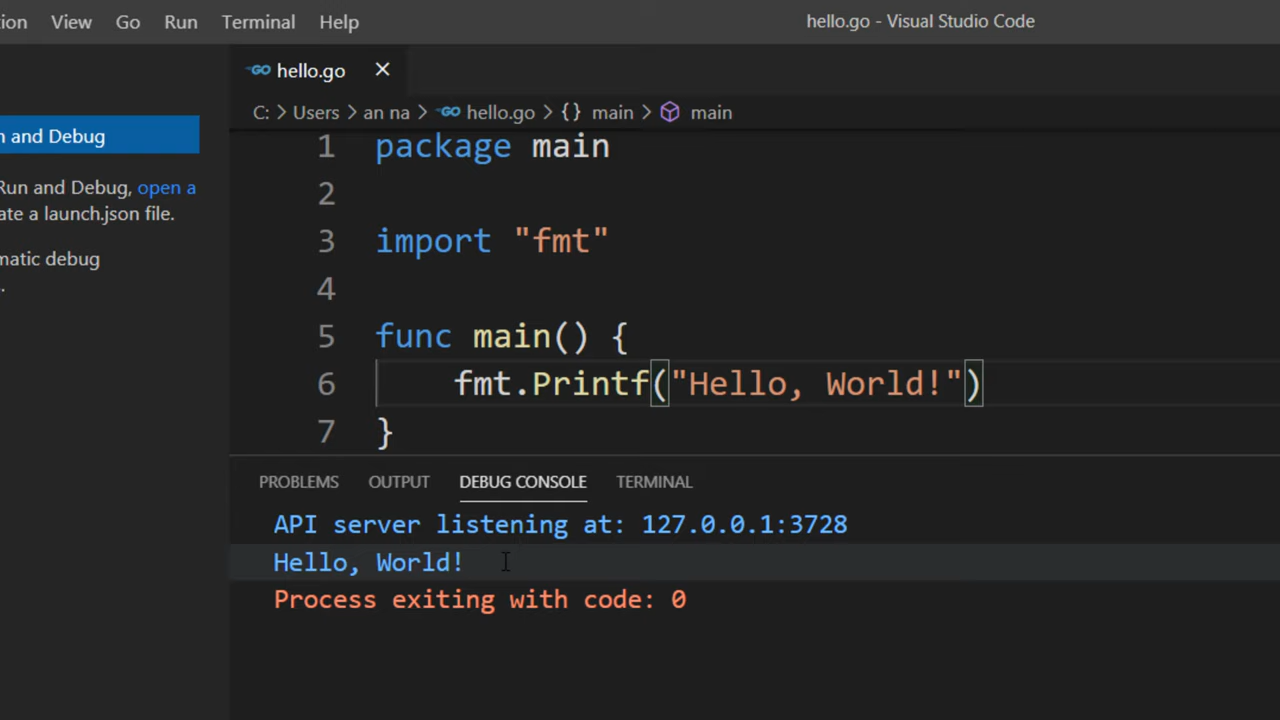 tion View Go Run Terminal Help hello.go - Visual Studio Code
GO hello.go ×
C: > Users > an na > GO hello.go > {} main > main
n and Debug
Run and Debug, open a
ate a launch.json file.
matic debug
.
1 package main
2
3 import "fmt"
4
5 func main() {
6 fmt.Printf("Hello, World!")
7 }
PROBLEMS OUTPUT DEBUG CONSOLE TERMINAL
API server listening at: 127.0.0.1:3728
Hello, World!
Process exiting with code: 0